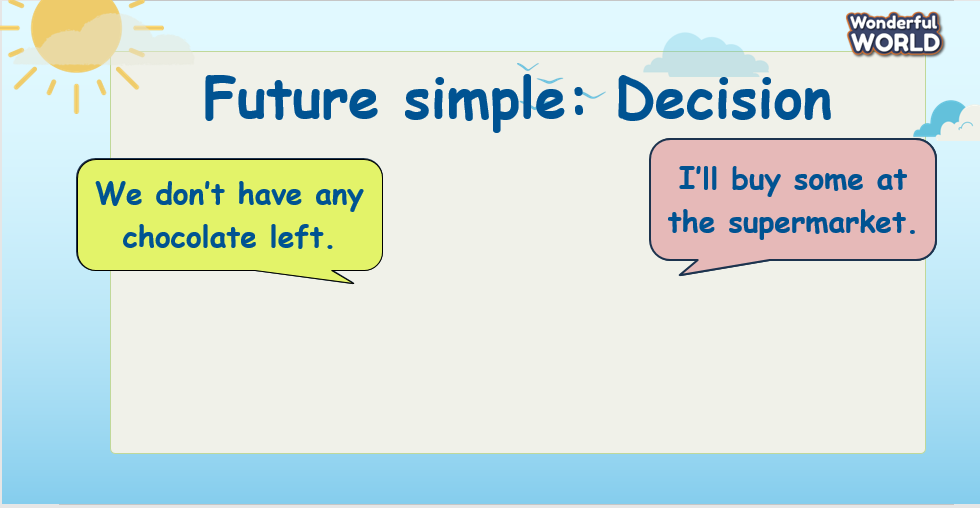 Wonderful
WORLD
Future simple: Decision
We don't have any
chocolate left.
I'll buy some at
the supermarket.